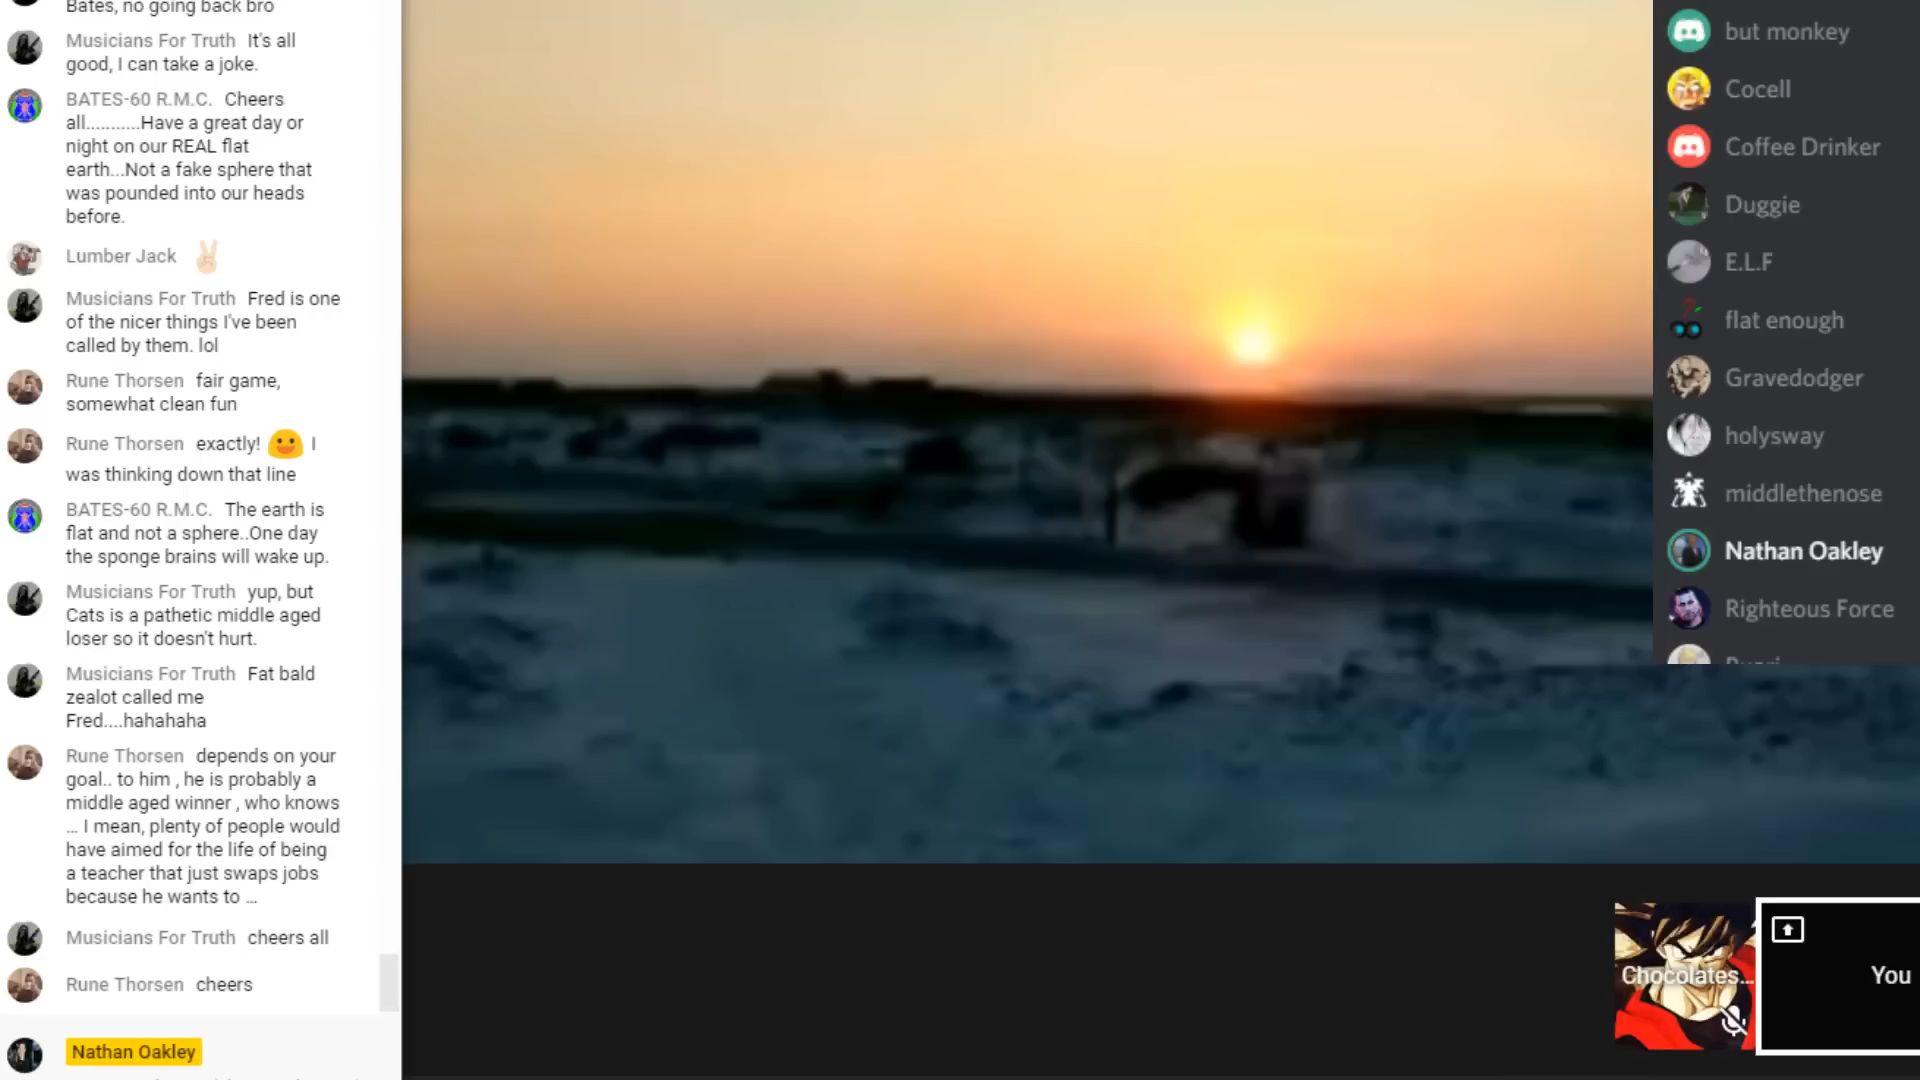 Bates, no going back bro
Musicians For Truth It's all
good, I can take a joke.
BATES-60 R.M.C. Cheers
all...........Have a great day or
night on our REAL flat
earth...Not a fake sphere that
was pounded into our heads
before.
Lumber Jack
Musicians For Truth Fred is one
of the nicer things I've been
called by them. lol
Rune Thorsen fair game,
somewhat clean fun
Rune Thorsen exactly! I
was thinking down that line
BATES-60 R.M.C. The earth is
flat and not a sphere..One day
the sponge brains will wake up.
Musicians For Truth yup, but
Cats is a pathetic middle aged
loser so it doesn't hurt.
Musicians For Truth Fat bald
zealot called me
Fred....hahahaha
Rune Thorsen depends on your
goal.. to him , he is probably a
middle aged winner , who knows
... I mean, plenty of people would
have aimed for the life of being
a teacher that just swaps jobs
because he wants to ...
Musicians For Truth cheers all
Rune Thorsen cheers
Nathan Oakley
but monkey
Cocell
Coffee Drinker
Duggie
E.L.F
flat enough
Gravedodger
holysway
middlethenose
Nathan Oakley
Righteous Force
Chocolates...
You